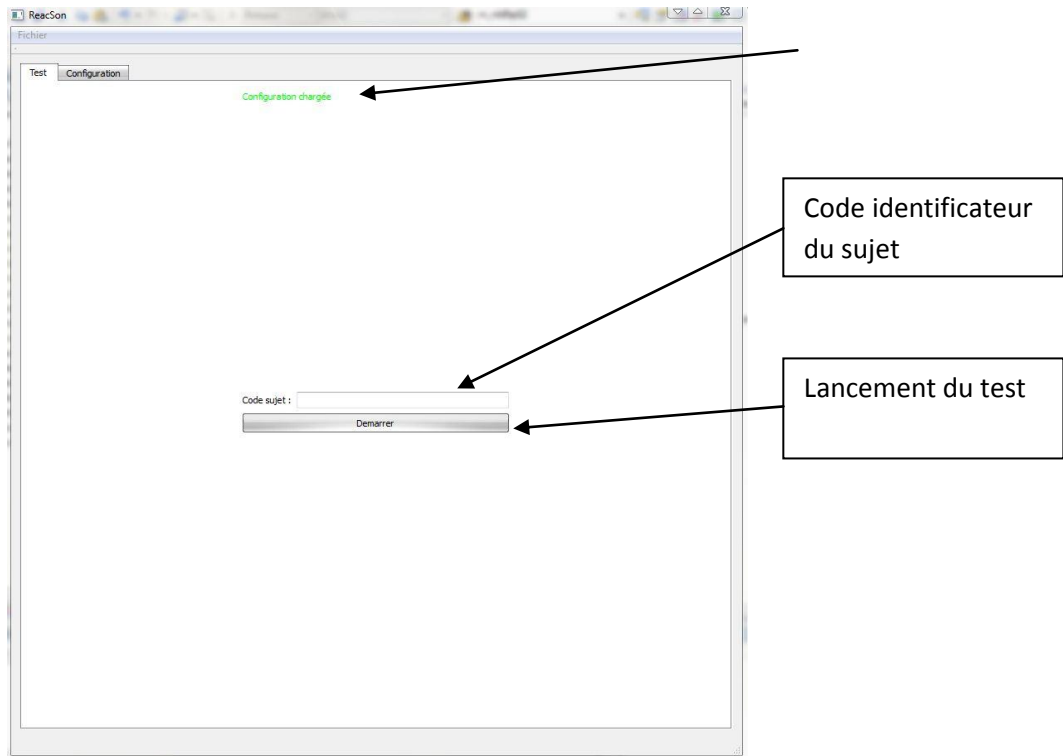 ReacSon
Fichier
Test Configuration
Configuration chargée
Code identificateur
du sujet
Lancement du test
Code sujet :
Demarrer